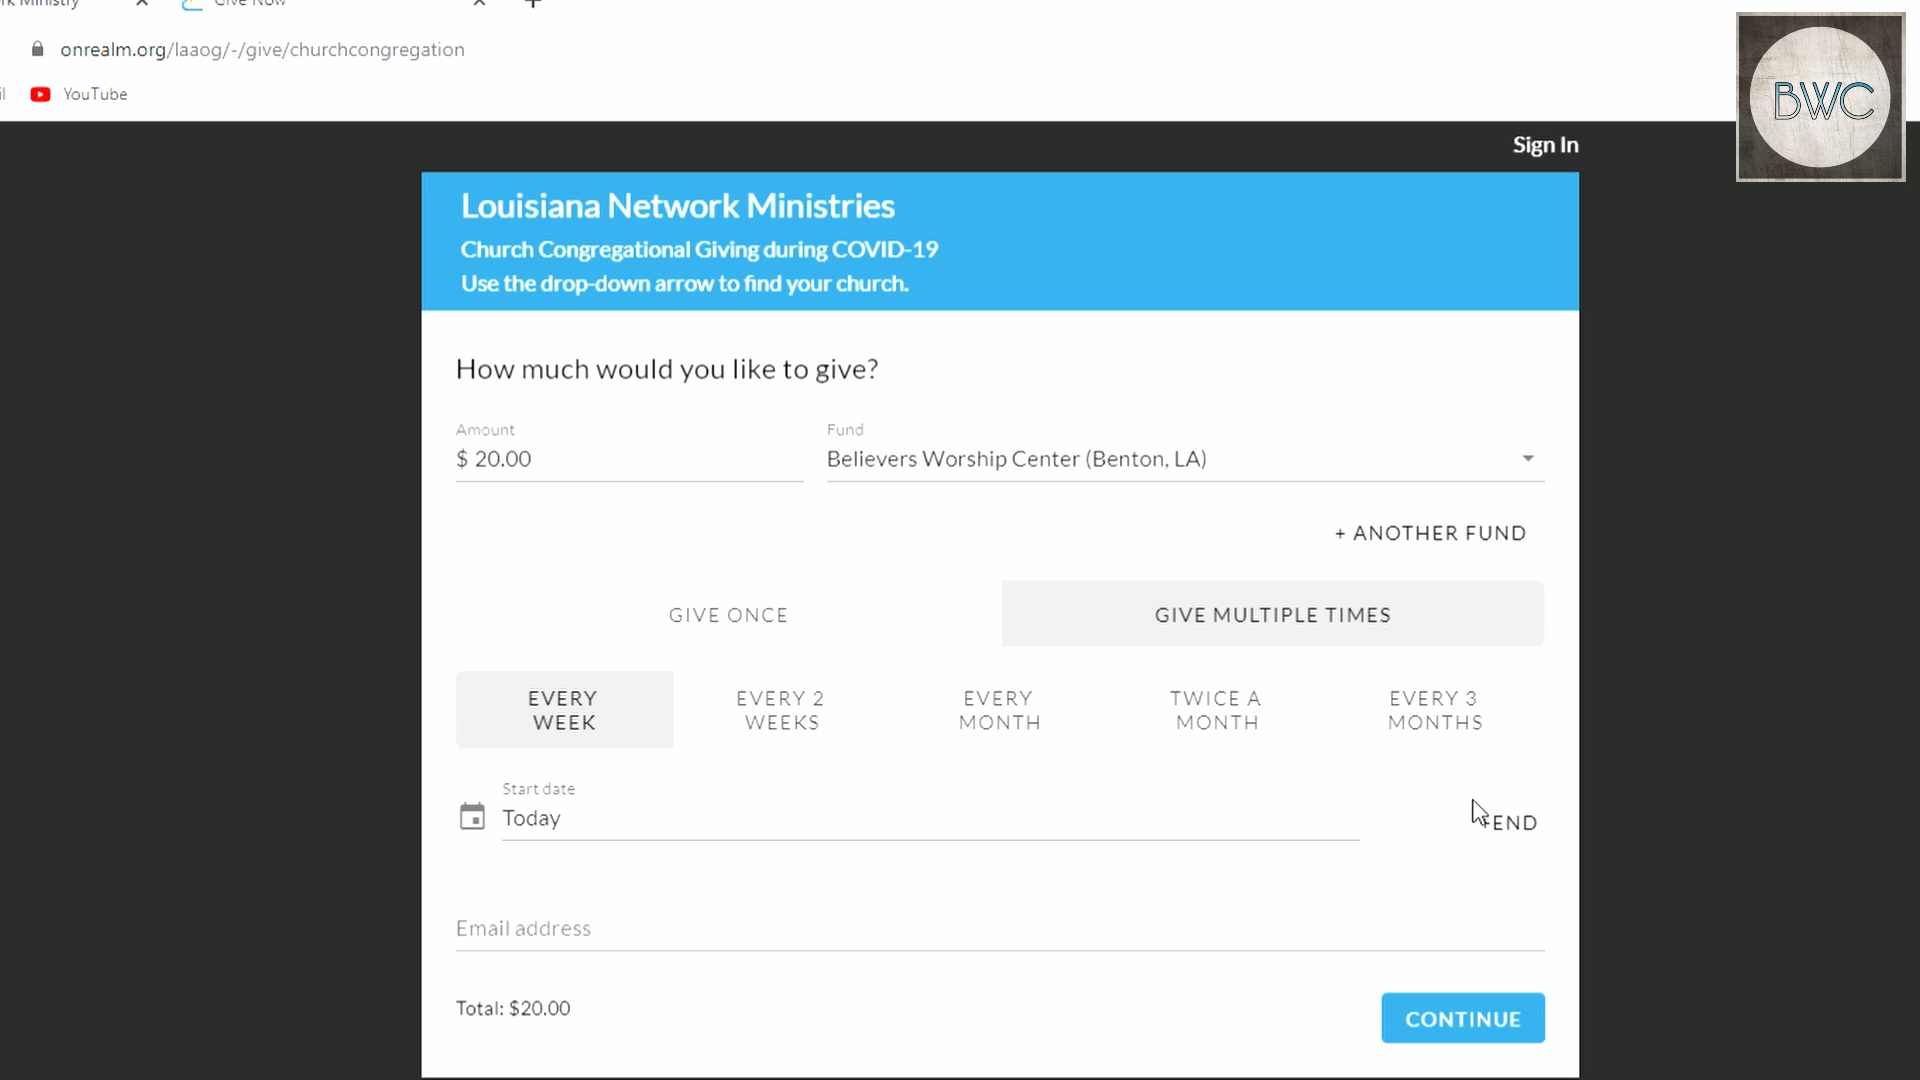 Give Now
onrealm.org/laaog/-/give/churchcongregation
YouTube
BWC
Sign In
Louisiana Network Ministries
Church Congregational Giving during COVID-19
Use the drop-down arrow to find your church.
How much would you like to give?
Amount
Fund
$ 20.00
Believers Worship Center (Benton, LA)
+ ANOTHER FUND
GIVE ONCE
GIVE MULTIPLE TIMES
EVERY WEEK
EVERY 2 WEEKS
EVERY MONTH
TWICE A MONTH
EVERY 3 MONTHS
Start date
Today
+ END
Email address
Total: $20.00
CONTINUE